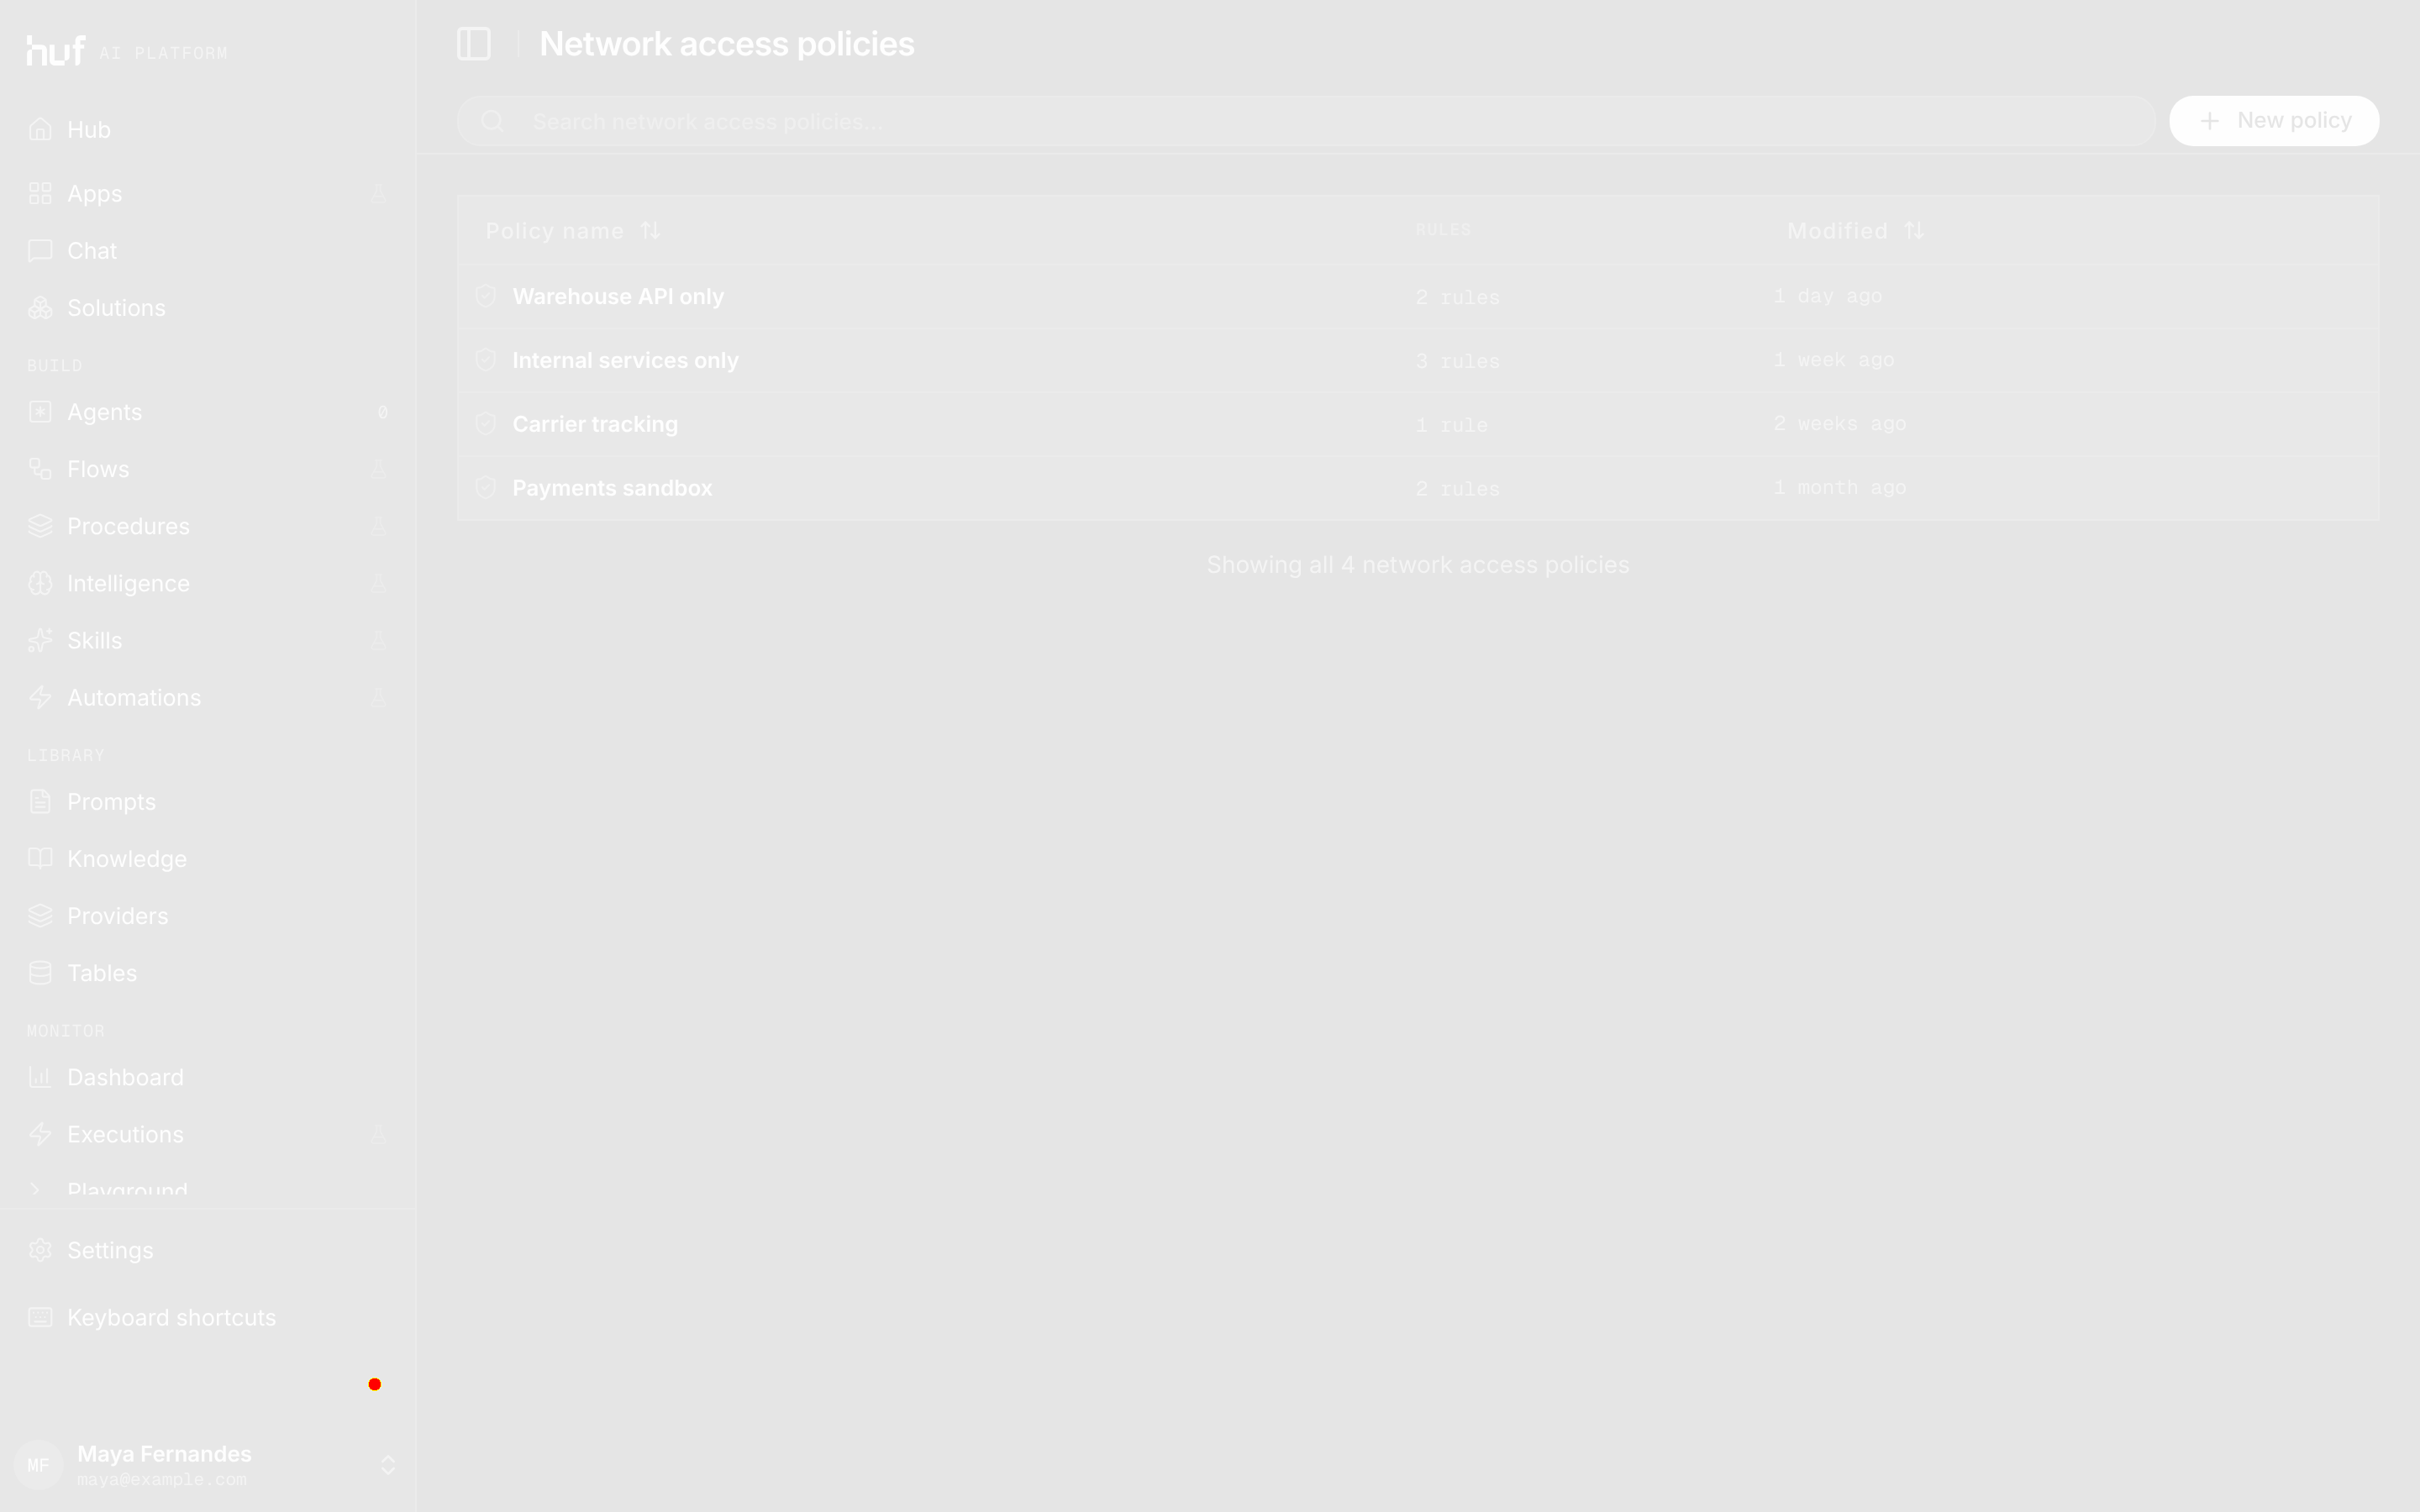 huf AI PLATFORM
Hub
Apps
Chat
Solutions
BUILD
Agents 0
Flows
Procedures
Intelligence
Skills
Automations
LIBRARY
Prompts
Knowledge
Providers
Tables
MONITOR
Dashboard
Executions
Playground
Settings
Keyboard shortcuts
MF Maya Fernandes
maya@example.com
Network access policies
Search network access policies...
New policy
Policy name RULES Modified
Warehouse API only 2 rules 1 day ago
Internal services only 3 rules 1 week ago
Carrier tracking 1 rule 2 weeks ago
Payments sandbox 2 rules 1 month ago
Showing all 4 network access policies